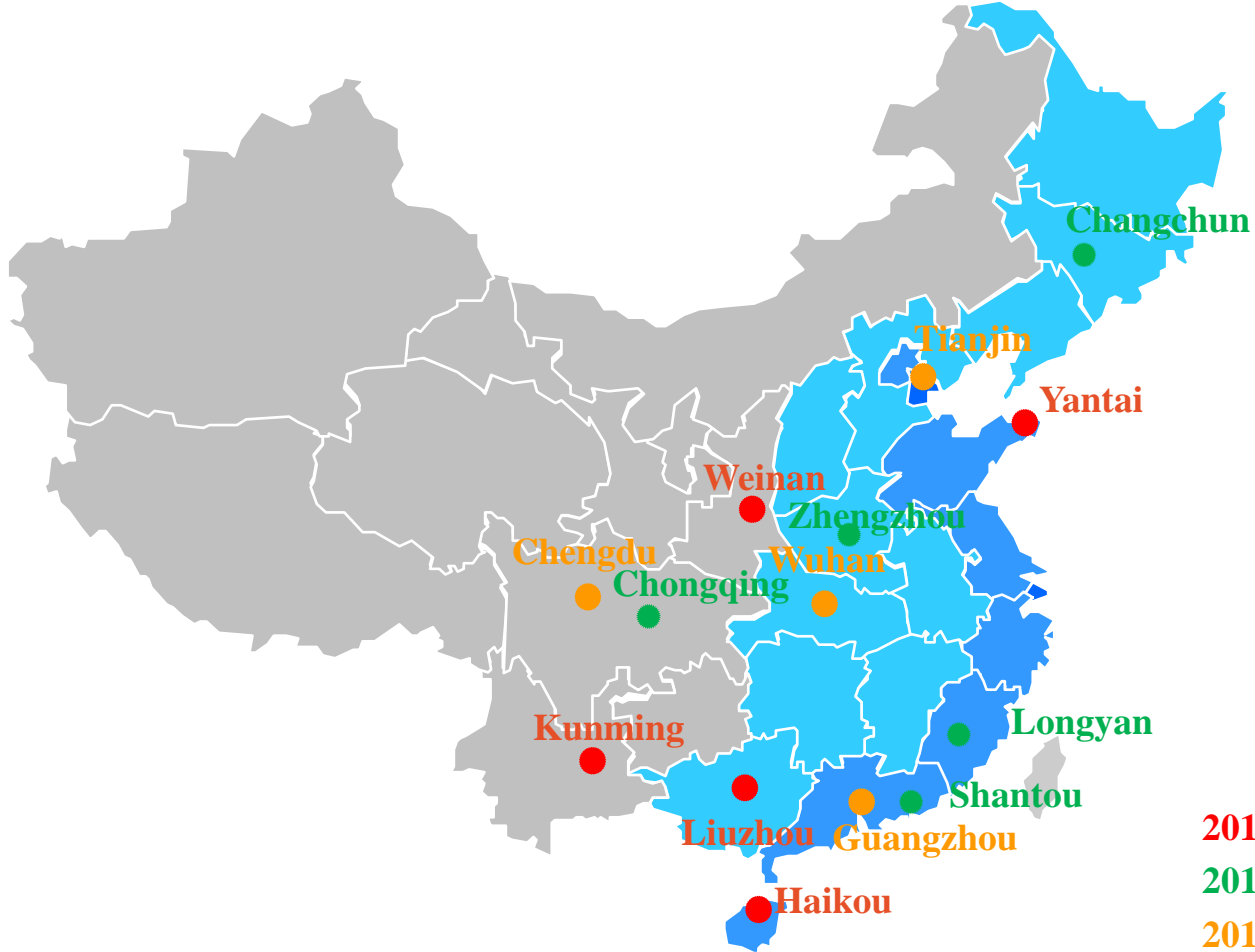 Changchun
Tianjin
Yantai
Weinan
Zhengzhou
Chengdu
Wuhan
Chongqing
Longyan
Kunming
Shantou
Liuzhou
Guangzhou
201
201
Haikou
201